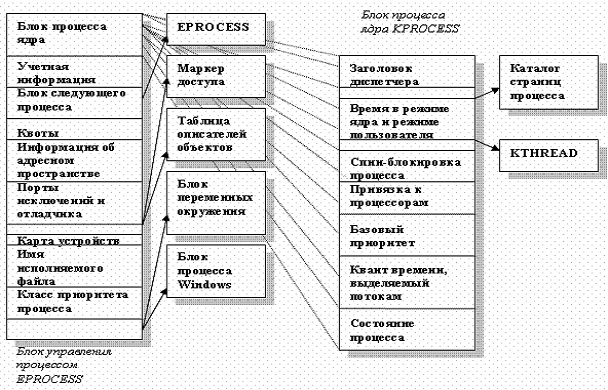 Блок процесса
ядра
Учетная
информация
Блок следующего
процесса
Квоты
Информация об
адресном
пространстве
Порты
исключений и
отладчика
Карта устройств
Имя
исполняемого
файла
Класс приоритета
процесса
Блок управления
процессом
EPROCESS
EPROCESS
Маркер
доступа
Таблица
описателей
объектов
Блок
переменных
окружения
Блок
процесса
Windows
Блок процесса
ядра KPROCESS
Заголовок
диспетчера
Время в режиме
ядра и режиме
пользователя
Спин-блокировка
процесса
Привязка к
процессорам
Базовый
приоритет
Квант времени,
выделяемый
потокам
Состояние
процесса
Каталог
страниц
процесса
KTHREAD